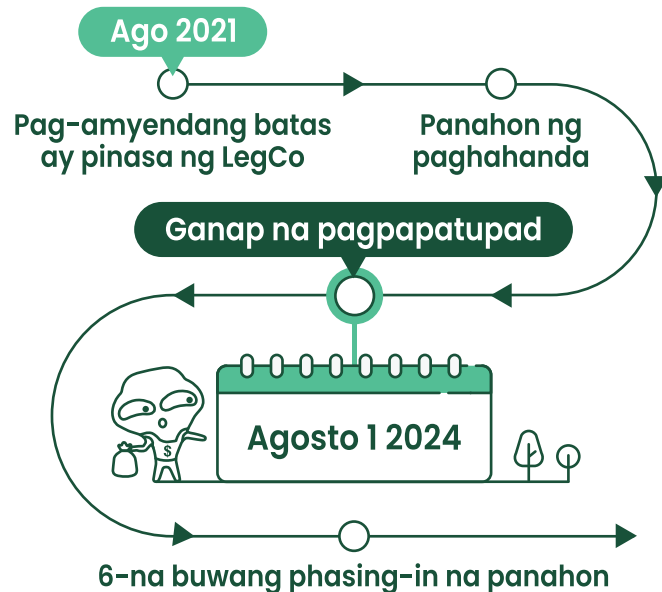 Ago 2021
Pag-amyendang batas
ay pinasa ng LegCo
Panahon ng
paghahanda
Ganap na pagpapatupad
Agosto 1 2024
$
6-na buwang phasing-in na panahon